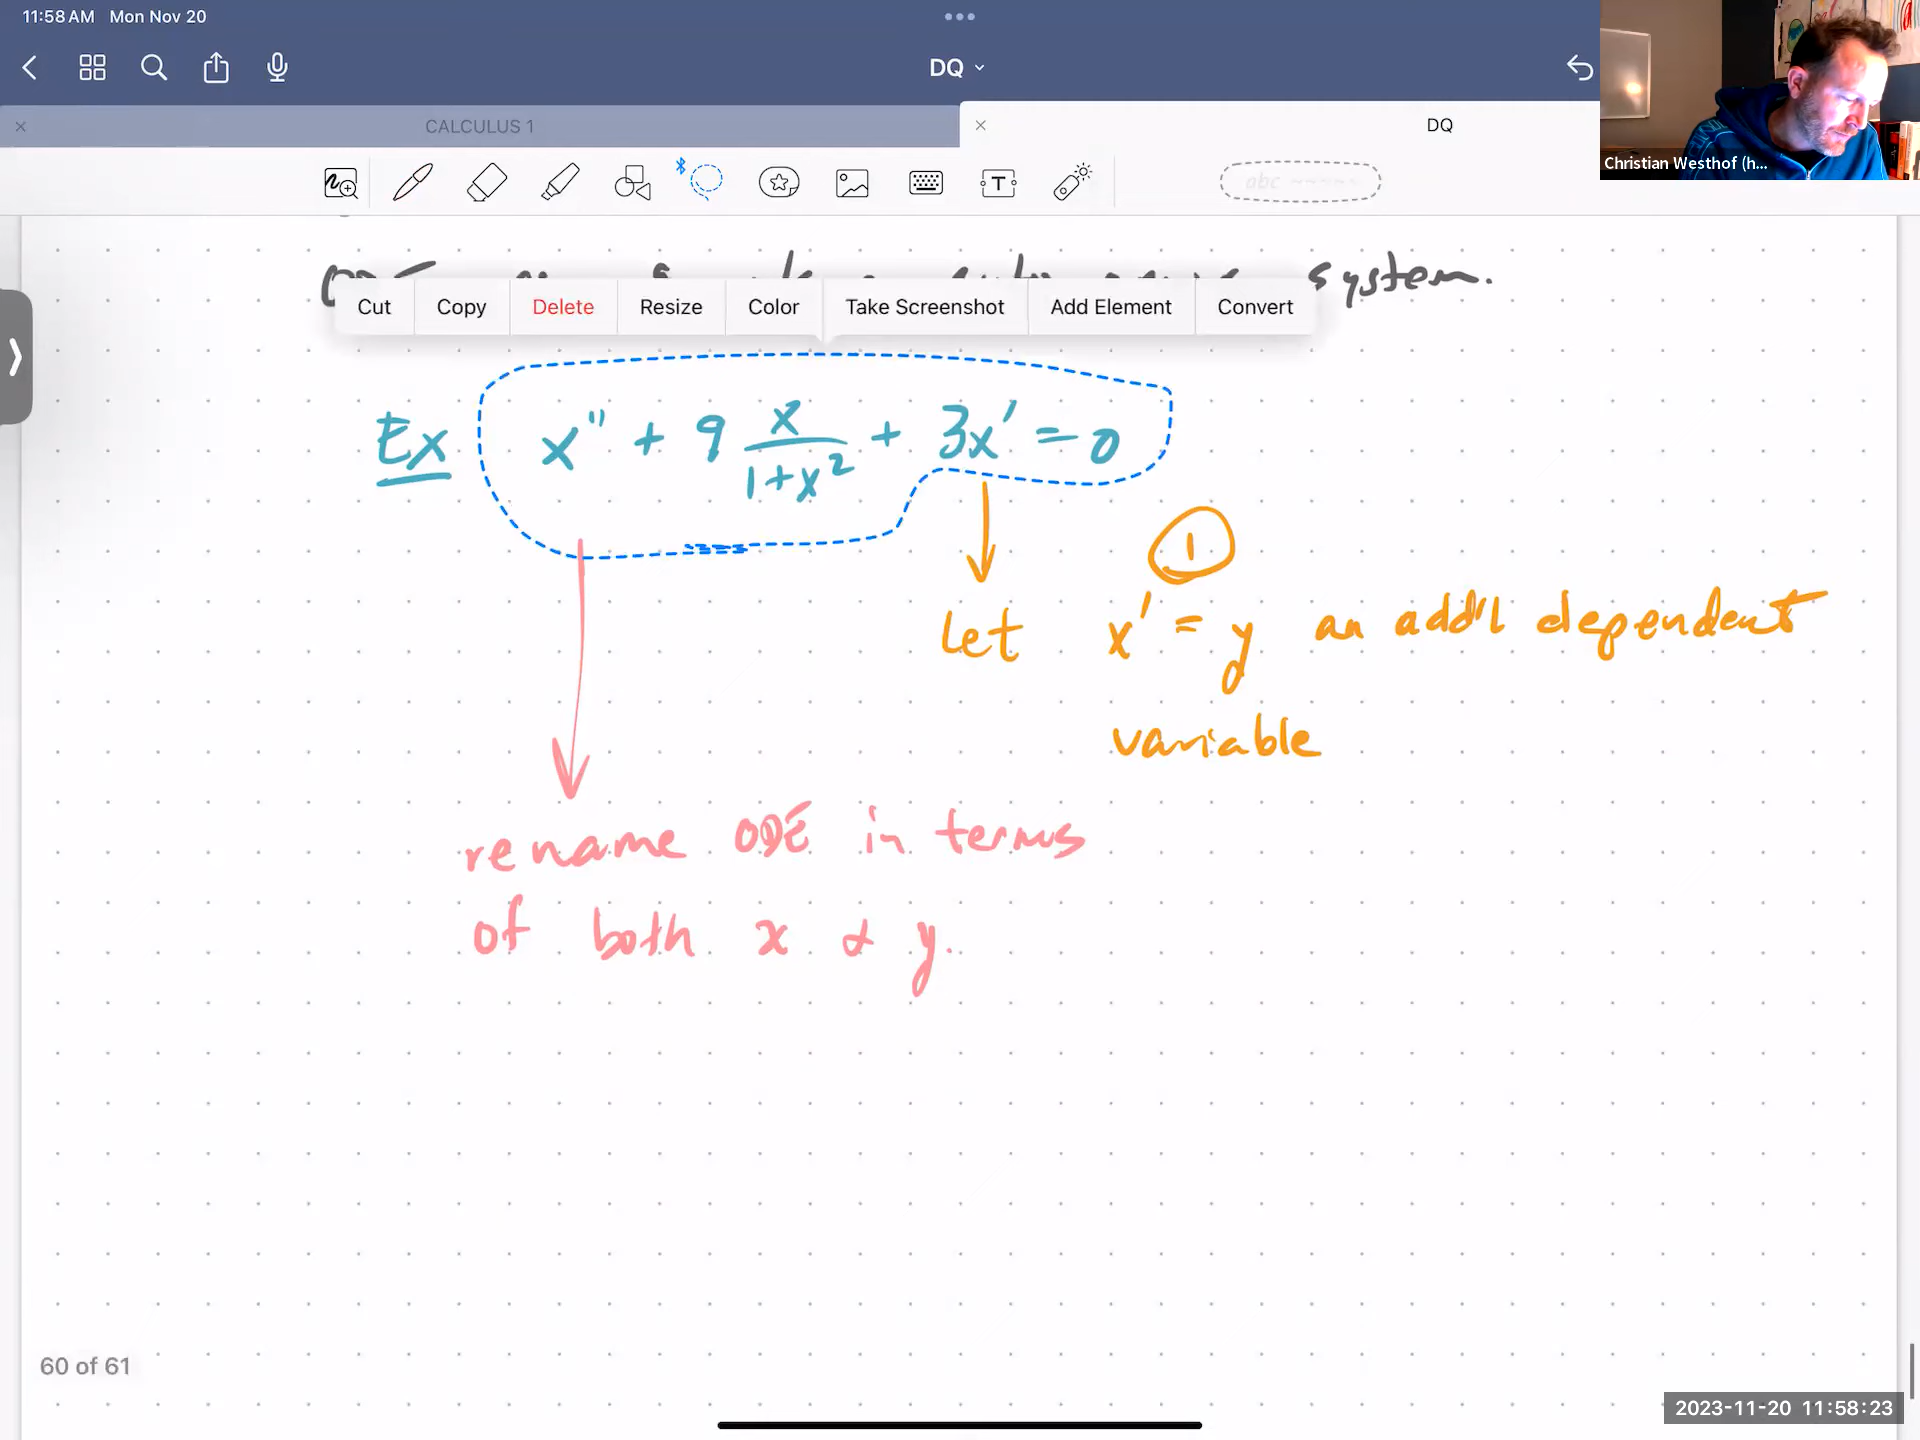 11:58 AM Mon Nov 20
DQ
CALCULUS 1
DQ
Christian Westhof (h...
abc
system.
Cut Copy Delete Resize Color Take Screenshot Add Element Convert
Ex x" + 9 x/(1+x²) + 3x' = 0
①
Let x' = y an add'l dependent
variable
rename ODE in terms
of both x & y.
60 of 61
2023-11-20 11:58:23